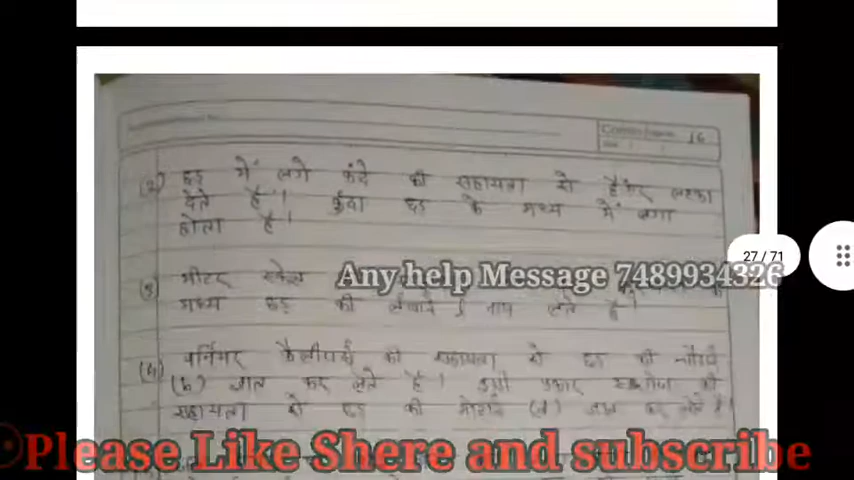 16
(2) छड़ में लगे फंदे की सहायता से हैंगर लटका
देते है। कुंदा छड़ के मध्य में लगा
होता है।
27 / 71
(3) मीटर स्केल
Any help Message 7489934326
मध्य छड़ की लंबाई l नाप लेते है।
(4) वर्नियर कैलीपर्स की सहायता से छड़ की चौड़ाई
(b) ज्ञात कर लेते है। इसी प्रकार स्क्रूगेज की
सहायता से छड़ की मोटाई (d) ज्ञात कर लेते है।
Please Like Shere and subscribe